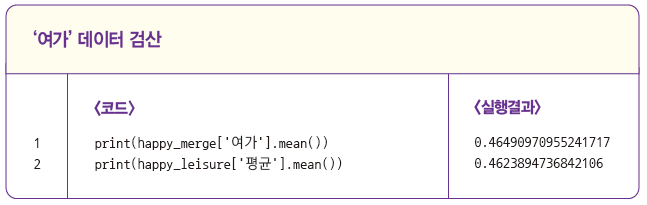 ‘여가’ 데이터 검산
〈코드〉
〈실행결과〉
1 print(happy_merge['여가'].mean()) 0.46490970955241717
2 print(happy_leisure['평균'].mean()) 0.4623894736842106